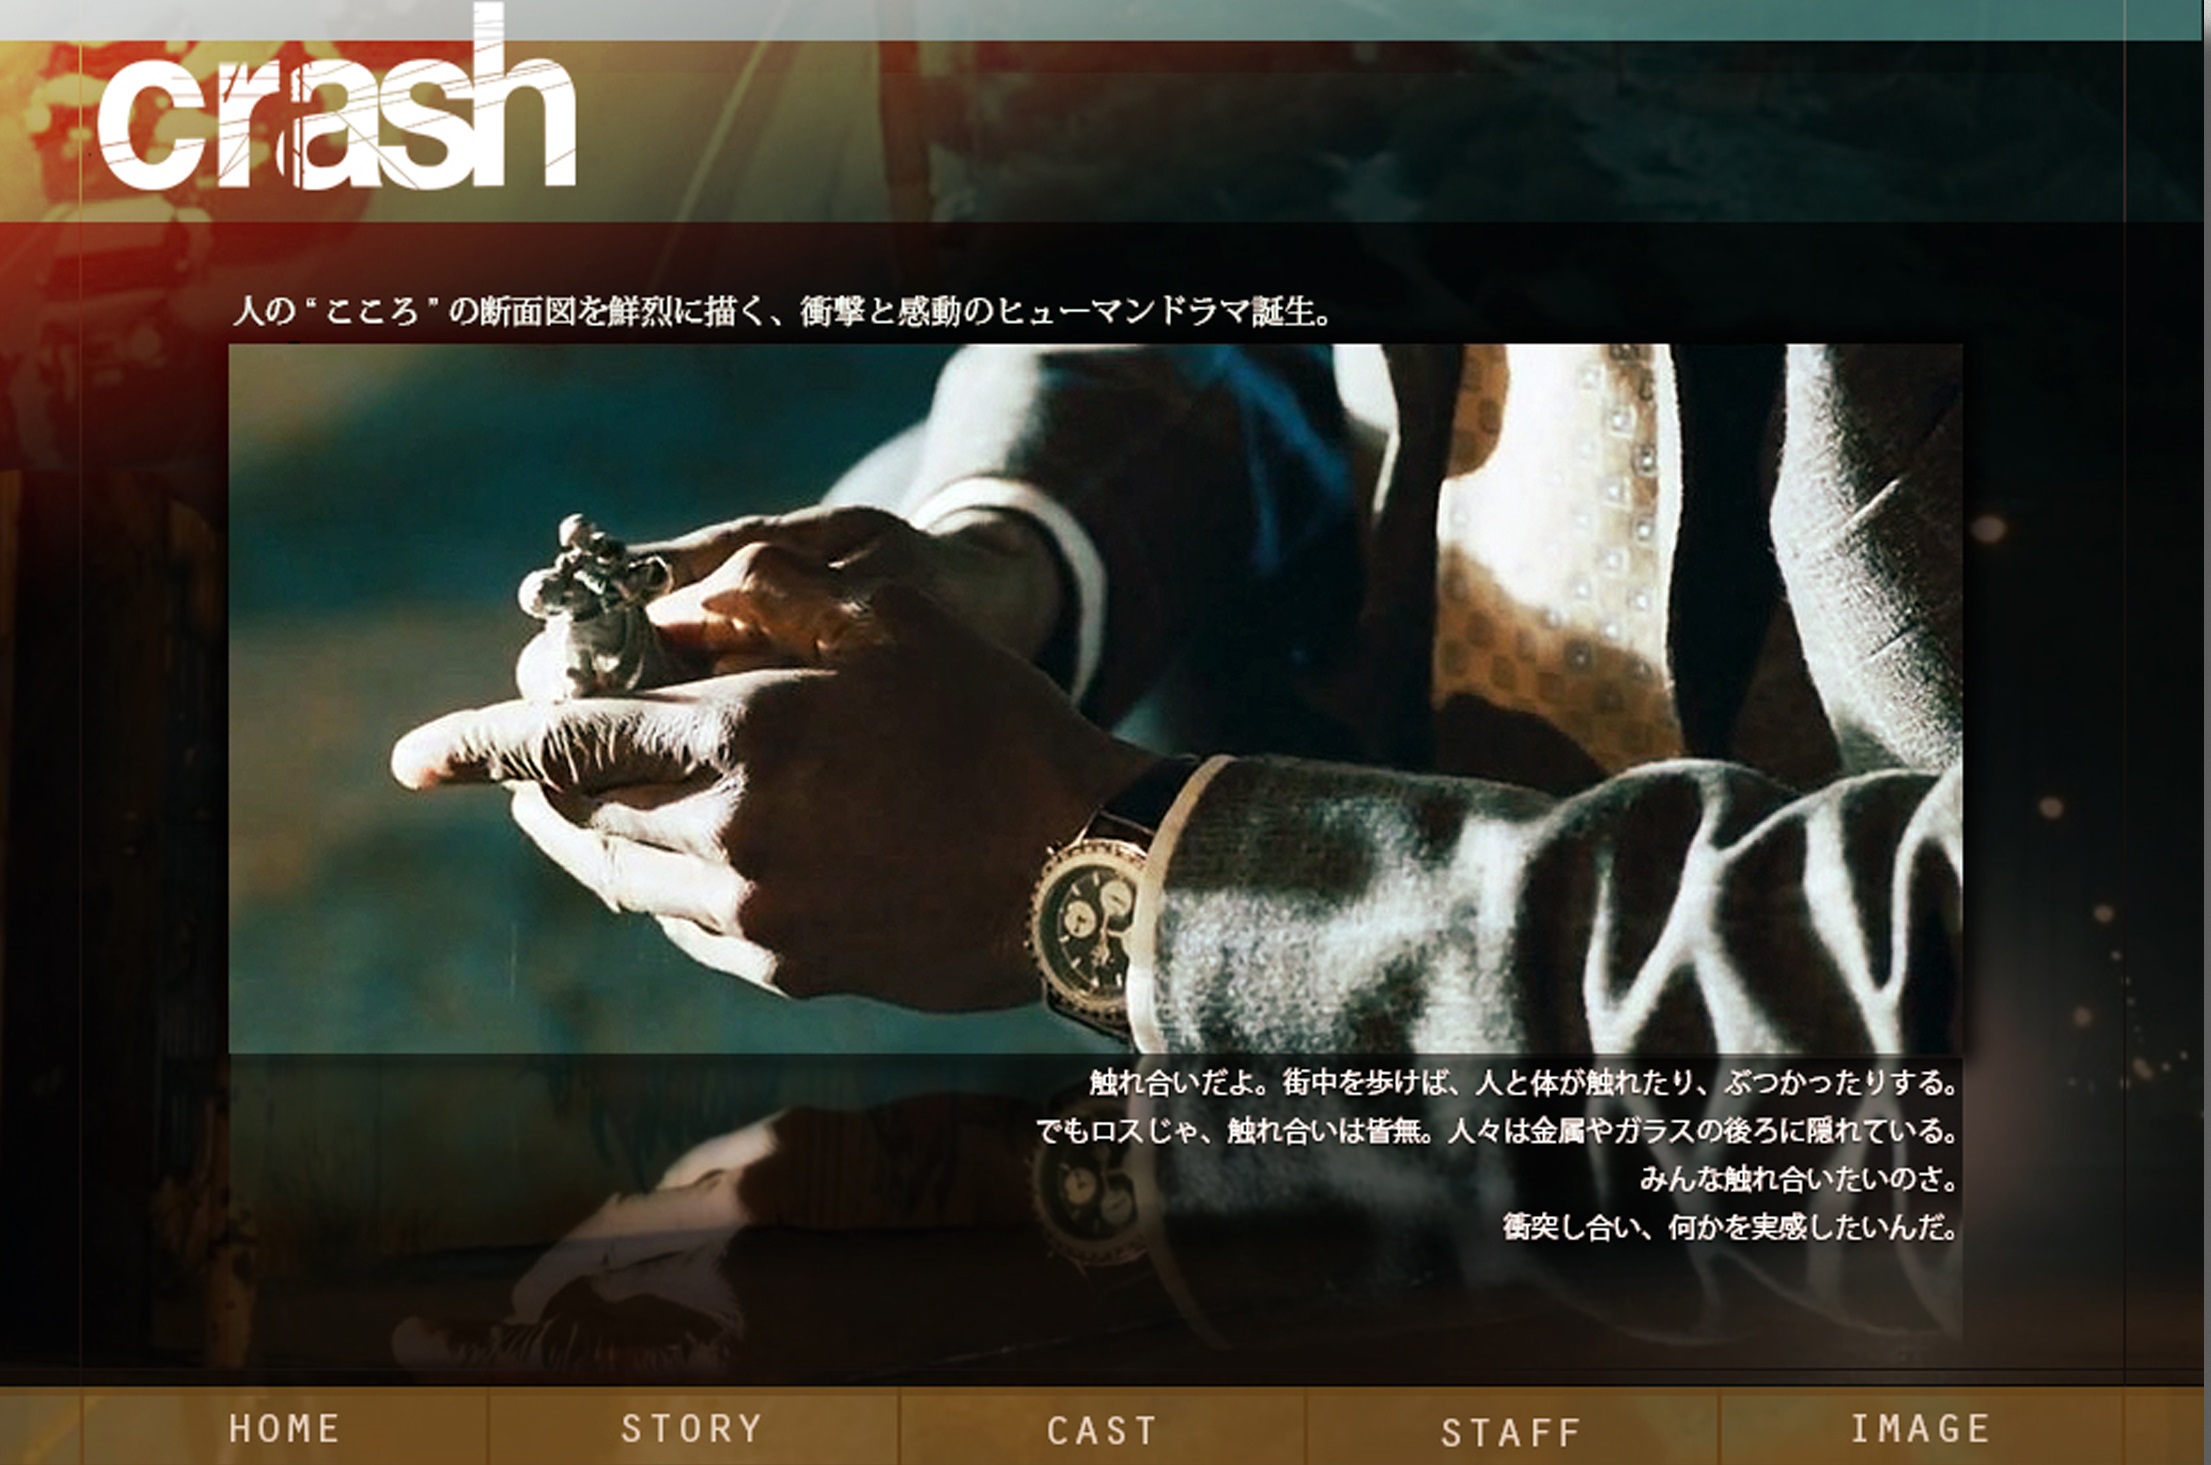 crash
人の“こころ”の断面図を鮮烈に描く、衝撃と感動のヒューマンドラマ誕生。
触れ合いだよ。街中を歩けば、人と体が触れたり、ぶつかったりする。
でもロスじゃ、触れ合いは皆無。人々は金属やガラスの後ろに隠れている。
みんな触れ合いたいのさ。
衝突し合い、何かを実感したいんだ。
HOME STORY CAST STAFF IMAGE